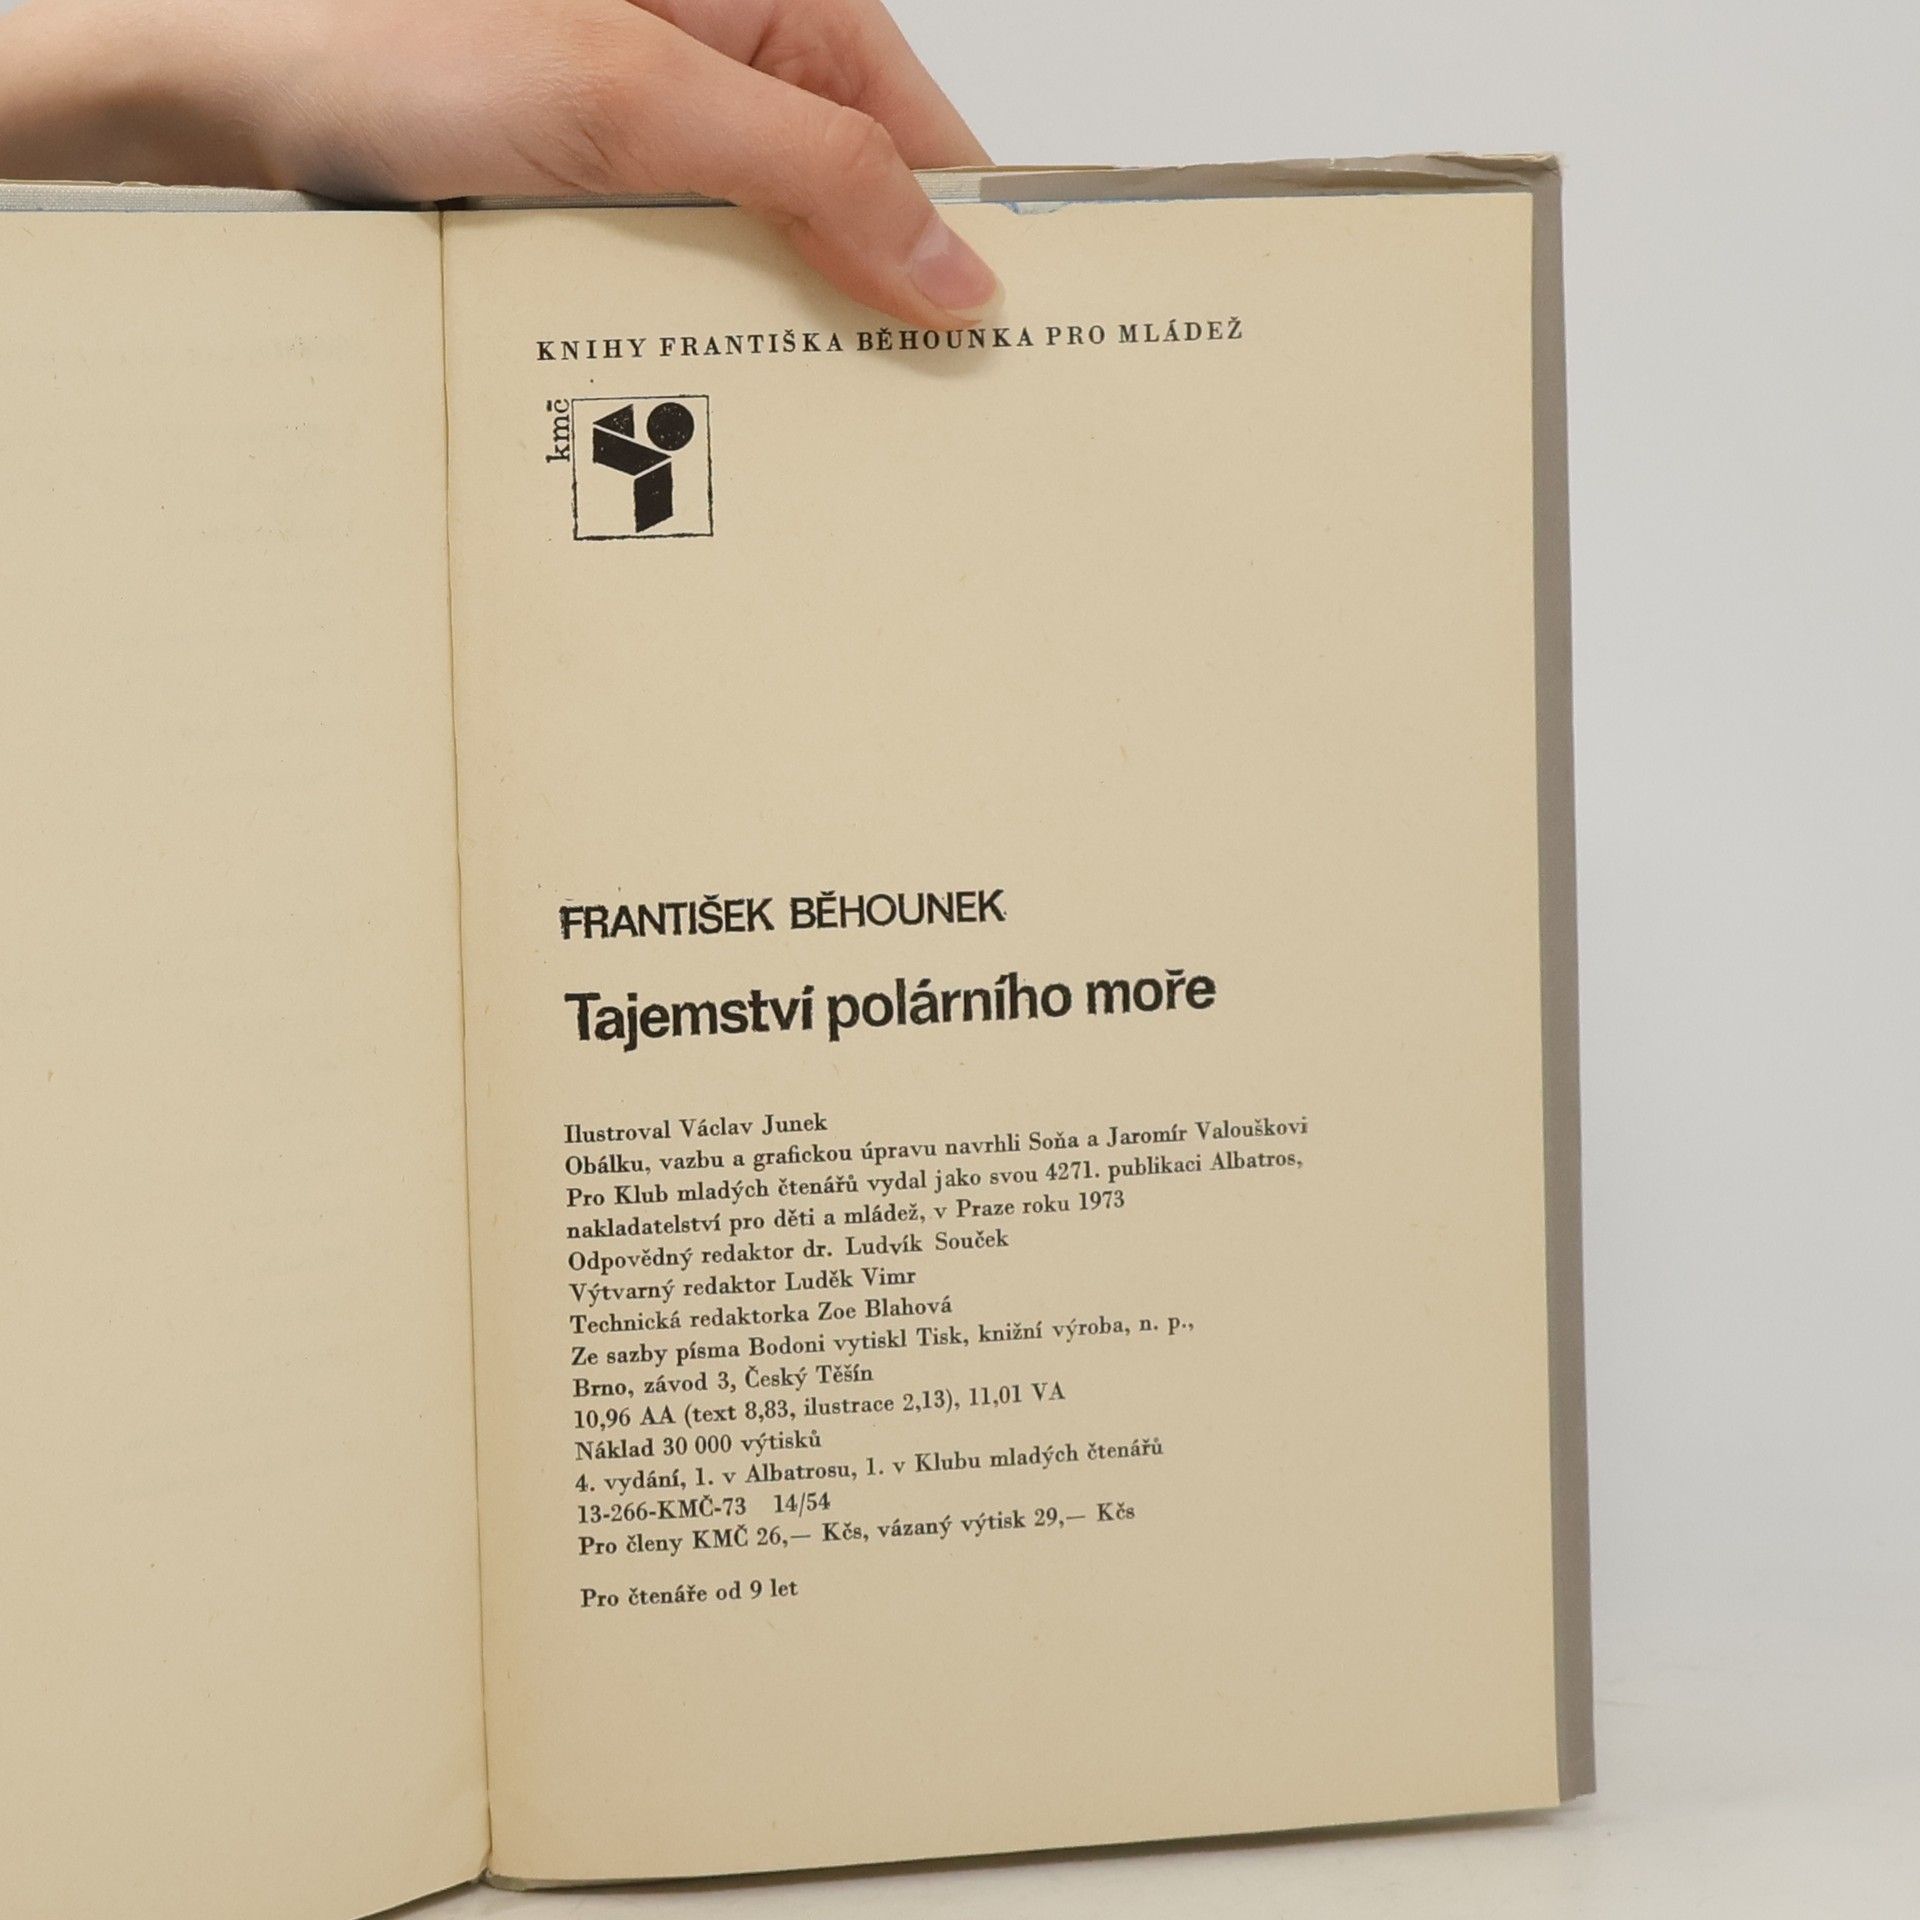 KNIHY FRANTIŠKA BĚHOUNKA PRO MLÁDEŽ
kmč
FRANTIŠEK BĚHOUNEK
Tajemství polárního moře
Ilustroval Václav Junek
Obálku, vazbu a grafickou úpravu navrhli Soňa a Jaromír Valouškovi
Pro Klub mladých čtenářů vydal jako svou 4271. publikaci Albatros,
nakladatelství pro děti a mládež, v Praze roku 1973
Odpovědný redaktor dr. Ludvík Souček
Výtvarný redaktor Luděk Vimr
Technická redaktorka Zoe Blahová
Ze sazby písma Bodoni vytiskl Tisk, knižní výroba, n. p.,
Brno, závod 3, Český Těšín
10,96 AA (text 8,83, ilustrace 2,13), 11,01 VA
Náklad 30 000 výtisků
4. vydání, 1. v Albatrosu, 1. v Klubu mladých čtenářů
13-266-KMČ-73 14/54
Pro členy KMČ 26,— Kčs, vázaný výtisk 29,— Kčs
Pro čtenáře od 9 let